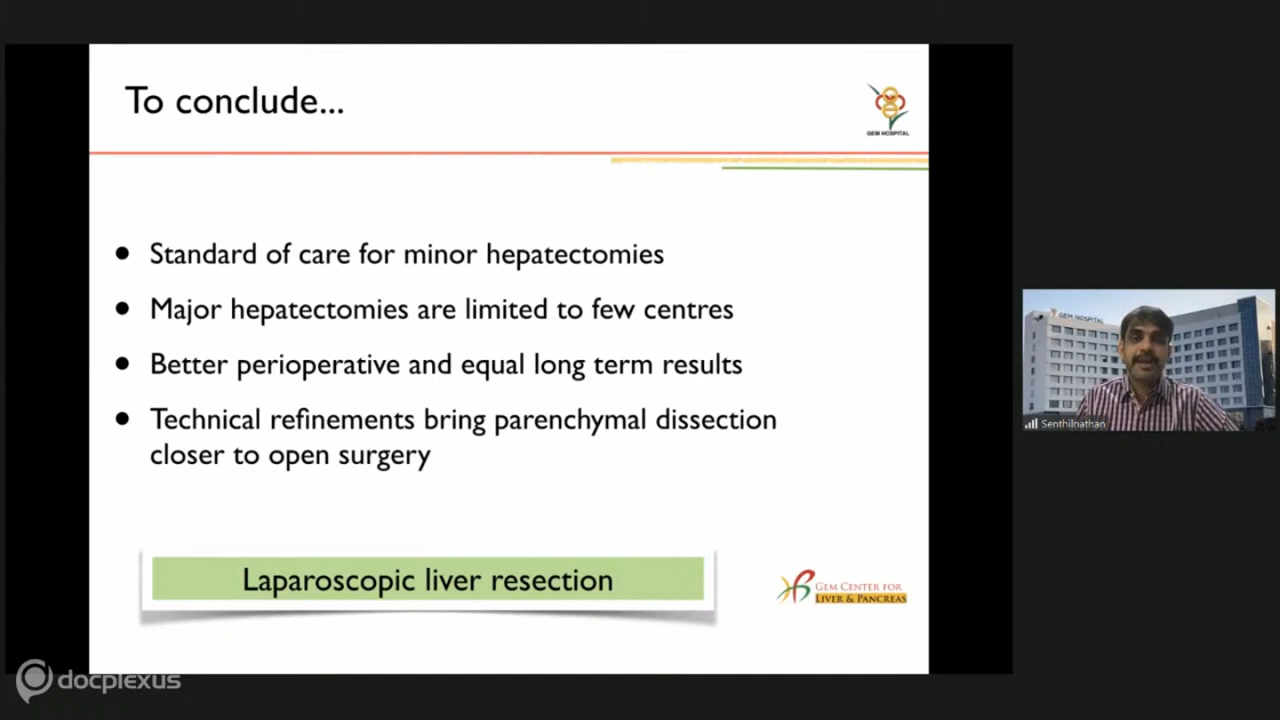 To conclude...
GEM HOSPITAL
• Standard of care for minor hepatectomies
• Major hepatectomies are limited to few centres
• Better perioperative and equal long term results
• Technical refinements bring parenchymal dissection
closer to open surgery
Laparoscopic liver resection
GEM CENTER FOR
LIVER & PANCREAS
GEM HOSPITAL
Senthilnathan
docplexus